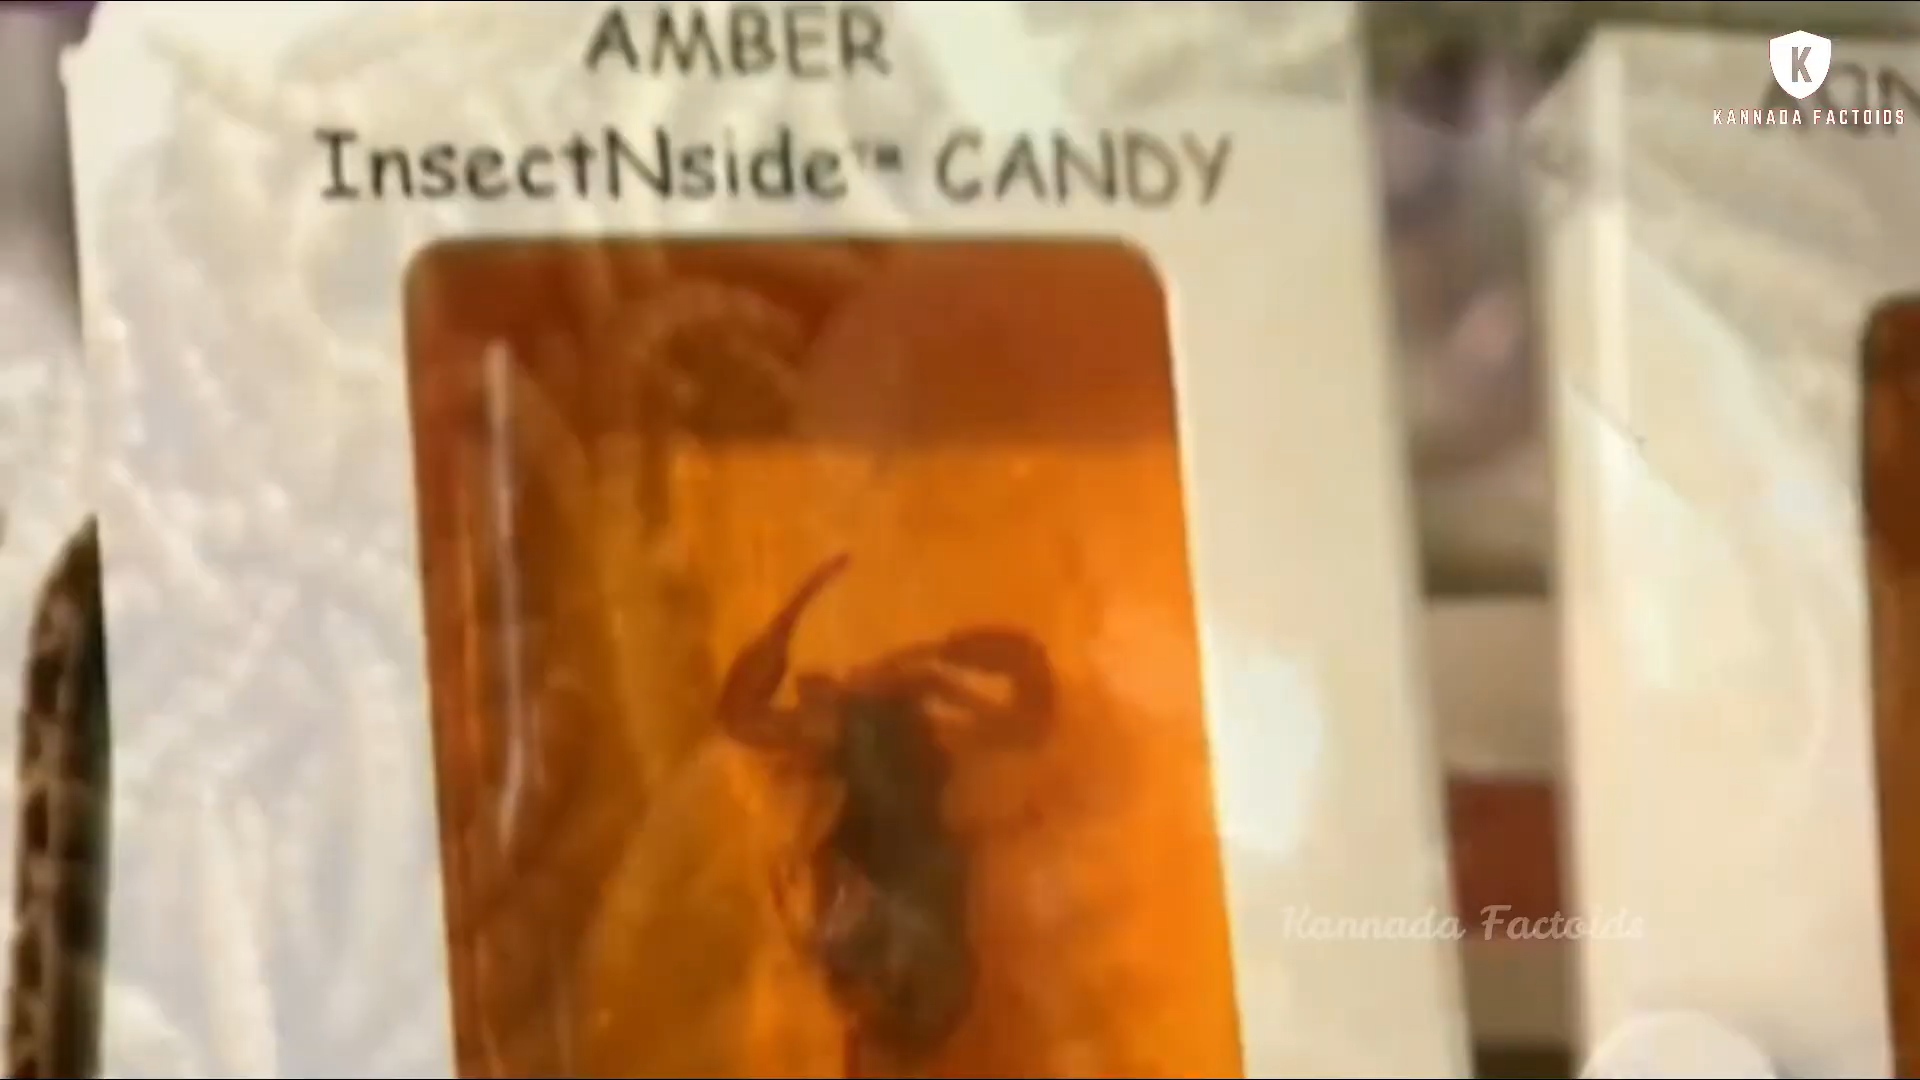 AMBER
InsectNside™ CANDY
K
KANNADA FACTOIDS
Kannada Factoids